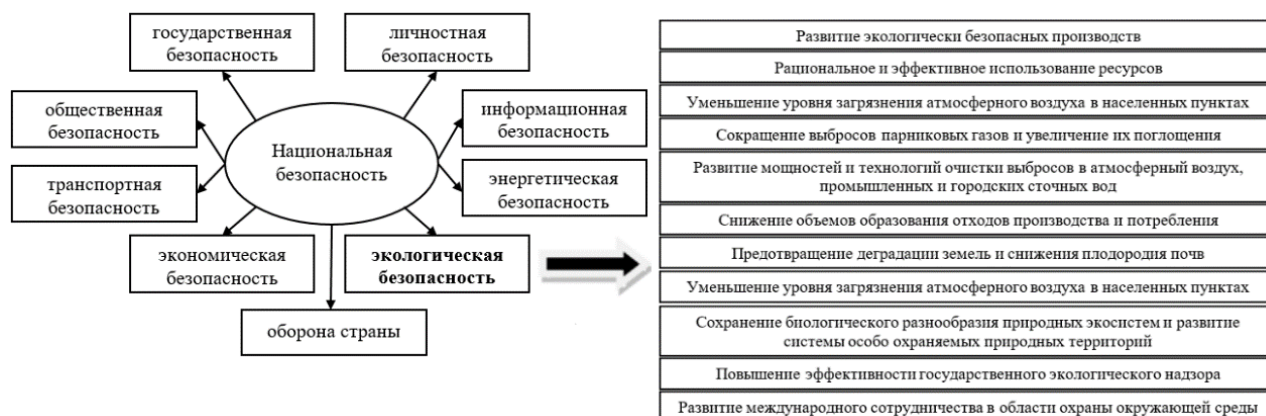 государственная
безопасность
личностная
безопасность
общественная
безопасность
информационная
безопасность
Национальная
безопасность
транспортная
безопасность
энергетическая
безопасность
экономическая
безопасность
экологическая
безопасность
оборона страны
Развитие экологически безопасных производств
Рациональное и эффективное использование ресурсов
Уменьшение уровня загрязнения атмосферного воздуха в населенных пунктах
Сокращение выбросов парниковых газов и увеличение их поглощения
Развитие мощностей и технологий очистки выбросов в атмосферный воздух,
промышленных и городских сточных вод
Снижение объемов образования отходов производства и потребления
Предотвращение деградации земель и снижения плодородия почв
Уменьшение уровня загрязнения атмосферного воздуха в населенных пунктах
Сохранение биологического разнообразия природных экосистем и развитие
системы особо охраняемых природных территорий
Повышение эффективности государственного экологического надзора
Развитие международного сотрудничества в области охраны окружающей среды